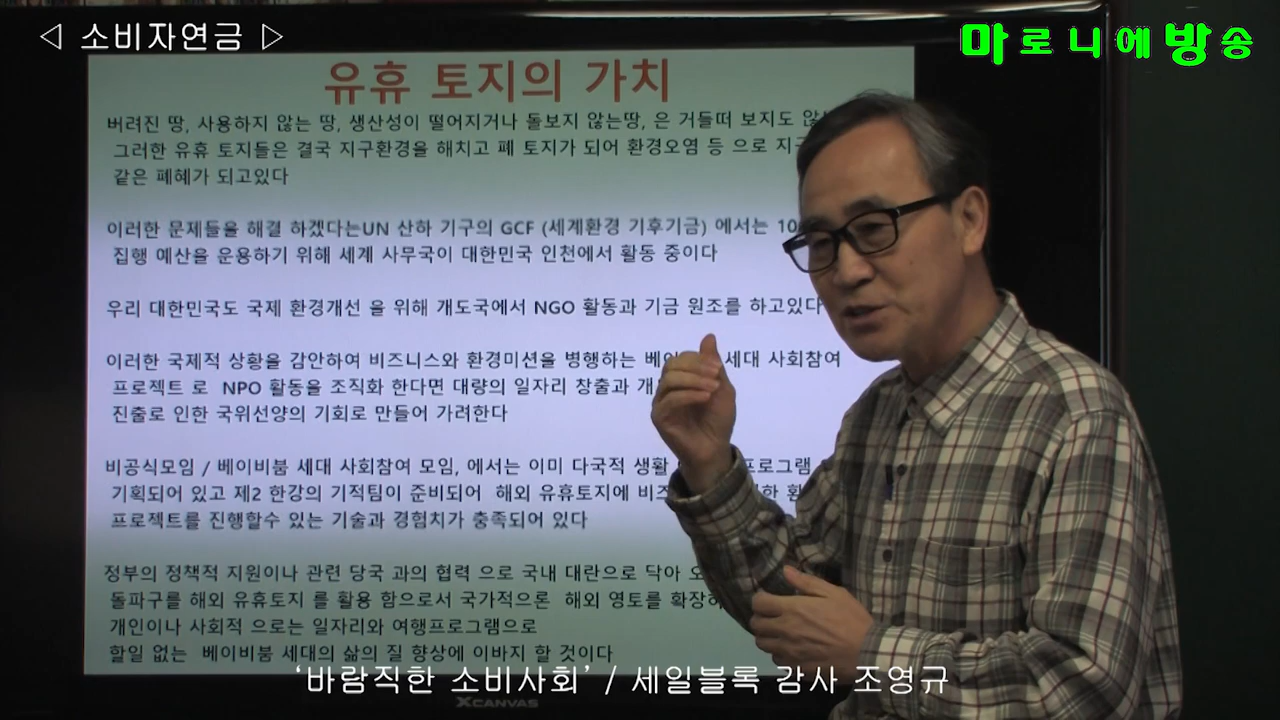 ◁ 소비자연금 ▷
마로니에방송
유휴 토지의 가치
버려진 땅, 사용하지 않는 땅, 생산성이 떨어지거나 돌보지 않는땅, 은 거들떠 보지도
그러한 유휴 토지들은 결국 지구환경을 해치고 폐 토지가 되어 환경오염 등 으로
같은 폐혜가 되고있다
이러한 문제들을 해결 하겠다는UN 산하 기구의 GCF (세계환경 기후기금) 에서는
집행 예산을 운용하기 위해 세계 사무국이 대한민국 인천에서 활동 중이다
우리 대한민국도 국제 환경개선 을 위해 개도국에서 NGO 활동과 기금 원조를 하고있다
이러한 국제적 상황을 감안하여 비즈니스와 환경미션을 병행하는 세대 사회참여
프로젝트 로 NPO 활동을 조직화 한다면 대량의 일자리 창출과
진출로 인한 국위선양의 기회로 만들어 가려한다
비공식모임 / 베이비붐 세대 사회참여 모임, 에서는 이미 다국적 생활 프로그램
기획되어 있고 제2 한강의 기적팀이 준비되어 해외 유휴토지에
프로젝트를 진행할수 있는 기술과 경험치가 충족되어 있다
정부의 정책적 지원이나 관련 당국 과의 협력 으로 국내 대란으로 닥아
돌파구를 해외 유휴토지 를 활용 함으로서 국가적으론 해외 영토를
개인이나 사회적 으로는 일자리와 여행프로그램으로
할일 없는 베이비붐 세대의 삶의 질 향상에 이바지 할 것이다
‘바람직한 소비사회’ / 세일블록 감사 조영규
XCANVAS